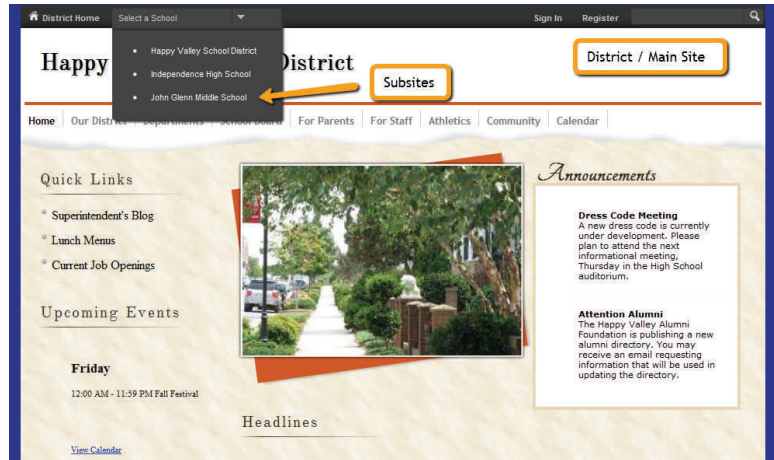 District Home Select a School Sign In Register
Happy Valley School District
Independence High School
John Glenn Middle School
Happy District
Subsites
District / Main Site
Home Our District Departments School Board For Parents For Staff Athletics Community Calendar
Quick Links
Superintendent's Blog
Lunch Menus
Current Job Openings
Upcoming Events
Friday
12:00 AM - 11:59 PM Fall Festival
View Calendar
Headlines
Announcements
Dress Code Meeting
A new dress code is currently
under development. Please
plan to attend the next
informational meeting,
Thursday in the High School
auditorium.
Attention Alumni
The Happy Valley Alumni
Foundation is publishing a new
alumni directory. You may
receive an email requesting
information that will be used in
updating the directory.